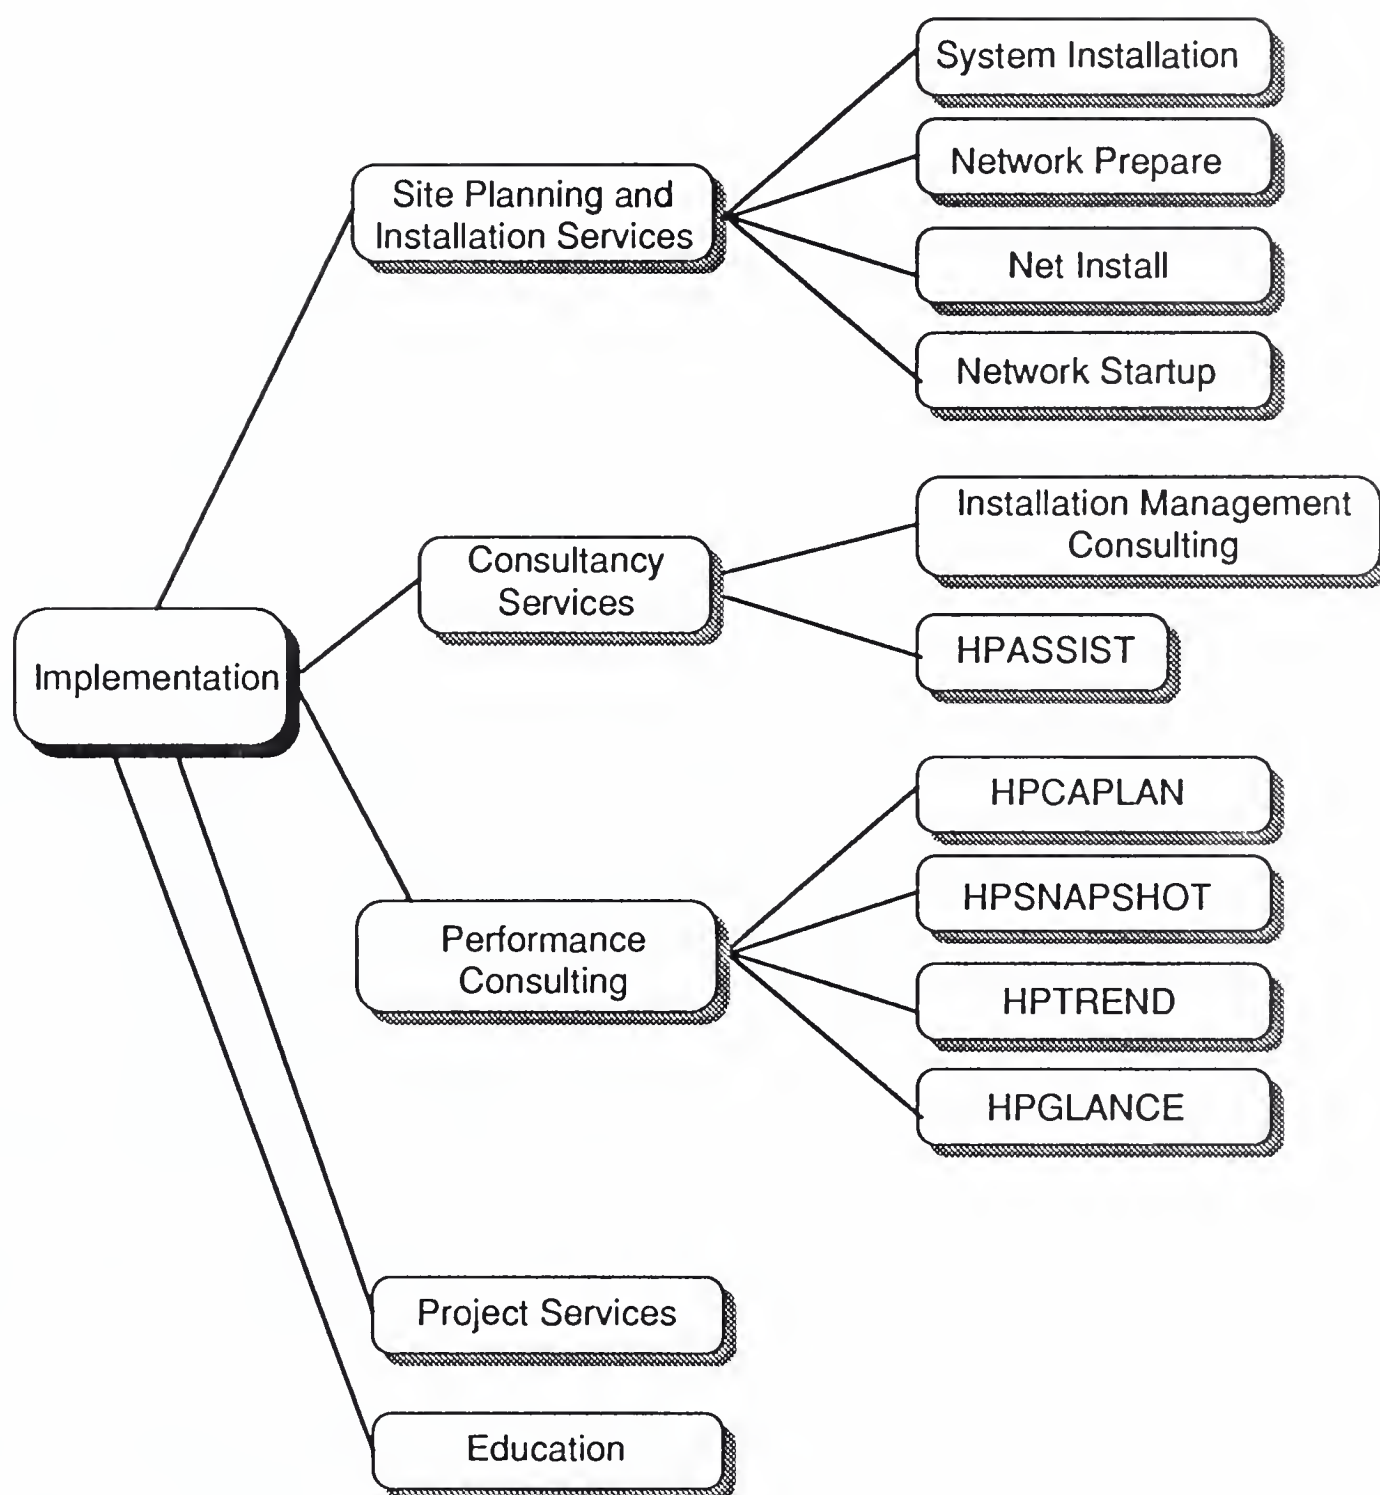 System Installation
Network Prepare
Site Planning and
Installation Services
Net Install
Network Startup
Installation Management
Consulting
Consultancy
Services
HPASSIST
Implementation
HPCAPLAN
HPSNAPSHOT
Performance
Consulting
HPTREND
HPGLANCE
Project Services
Education